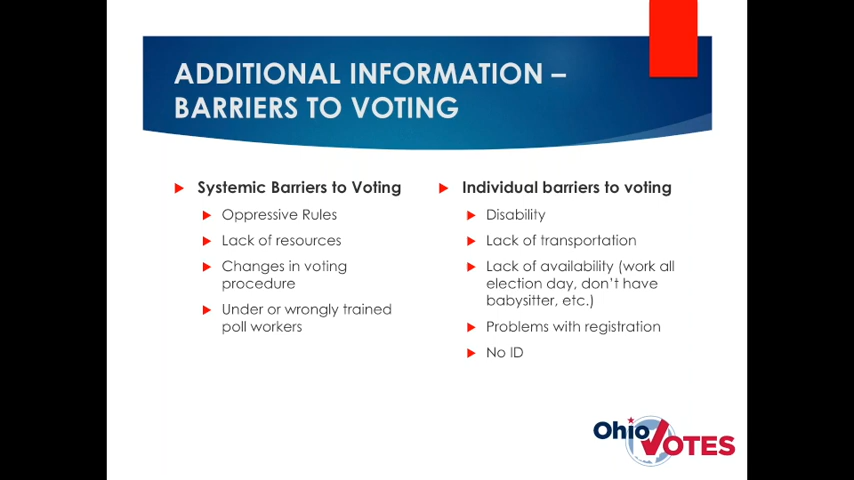 ADDITIONAL INFORMATION –
BARRIERS TO VOTING
Systemic Barriers to Voting
Oppressive Rules
Lack of resources
Changes in voting
procedure
Under or wrongly trained
poll workers
Individual barriers to voting
Disability
Lack of transportation
Lack of availability (work all
election day, don't have
babysitter, etc.)
Problems with registration
No ID
Ohio VOTES